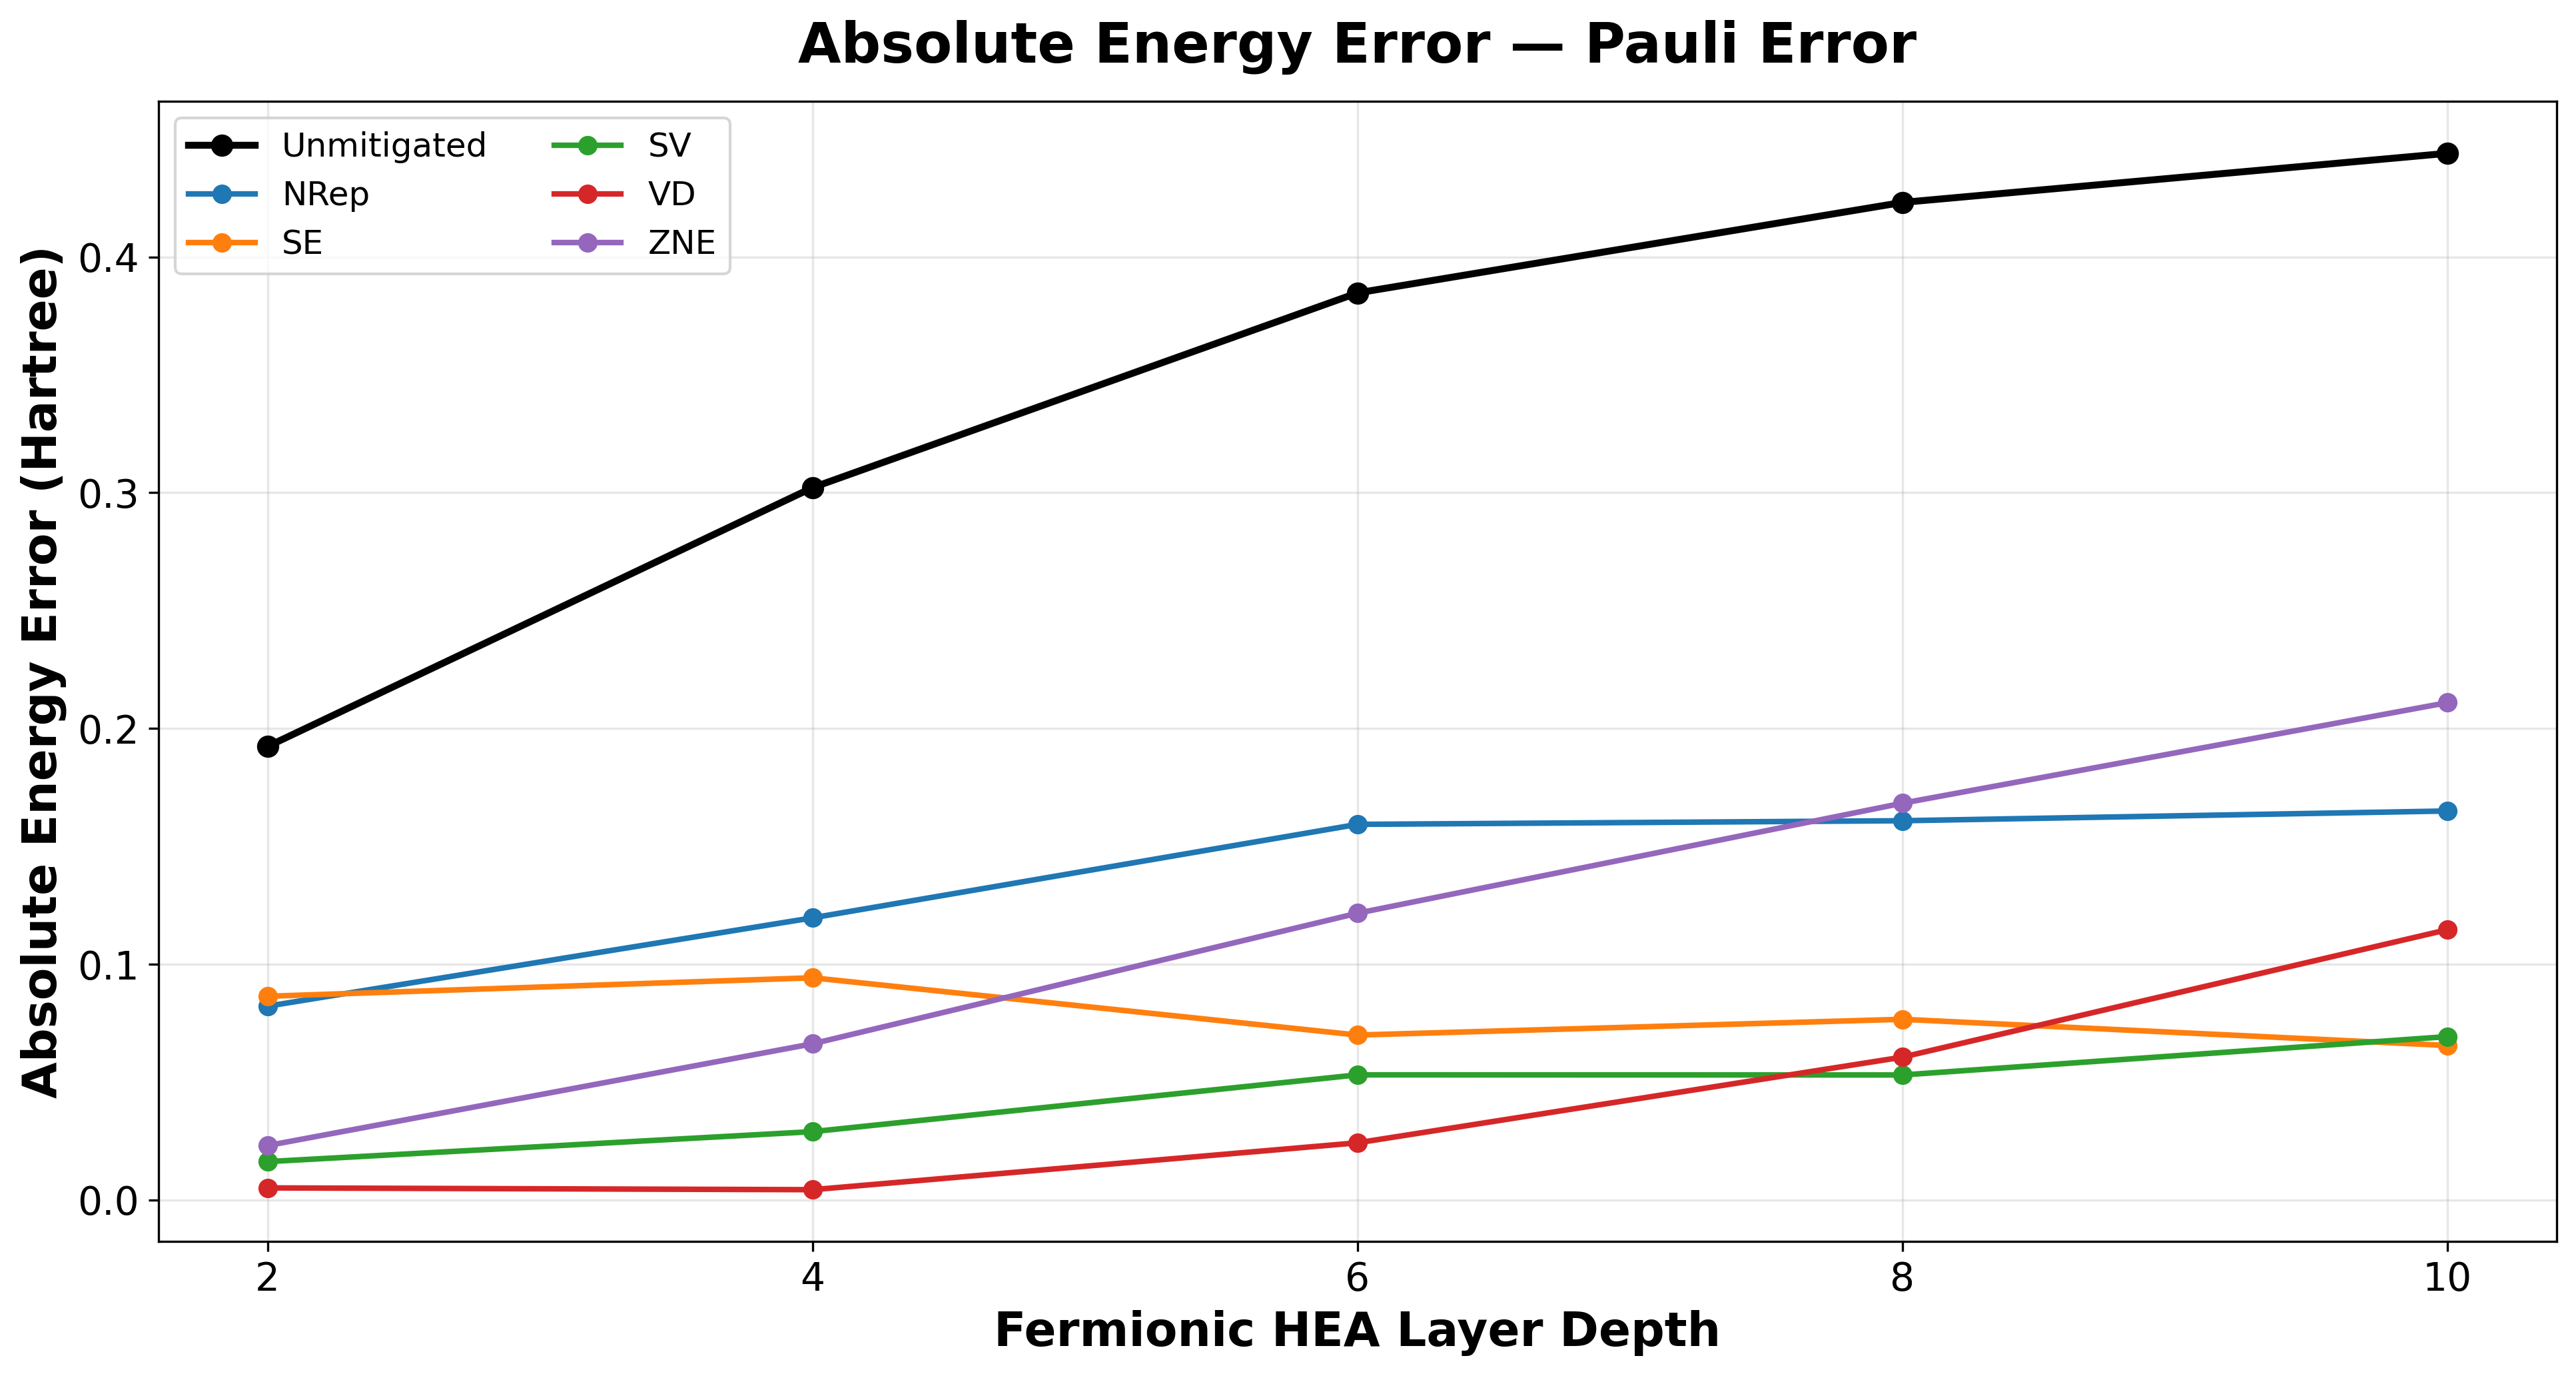 Absolute Energy Error — Pauli Error
Unmitigated
NRep
SE
SV
VD
ZNE
Absolute Energy Error (Hartree)
0.4
0.3
0.2
0.1
0.0
2 4 6 8 10
Fermionic HEA Layer Depth